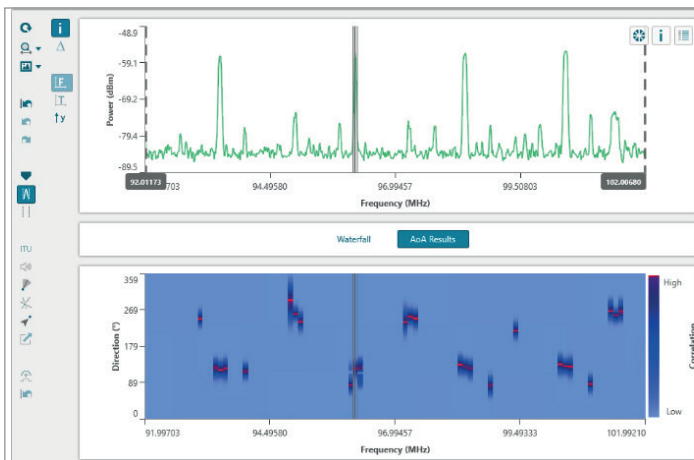 -48.9
-59.1
-69.2
-79.4
-89.5
Power (dBm)
92.01173
7703
94.49580
96.99457
99.50803
102.00680
Frequency (MHz)
i
Δ
F
T
↑y
i
ITU
Waterfall
AoA Results
359
269
179
89
0
Direction (°)
91.99703
94.49580
96.99457
99.49333
101.99210
Frequency (MHz)
High
Low
Correlation